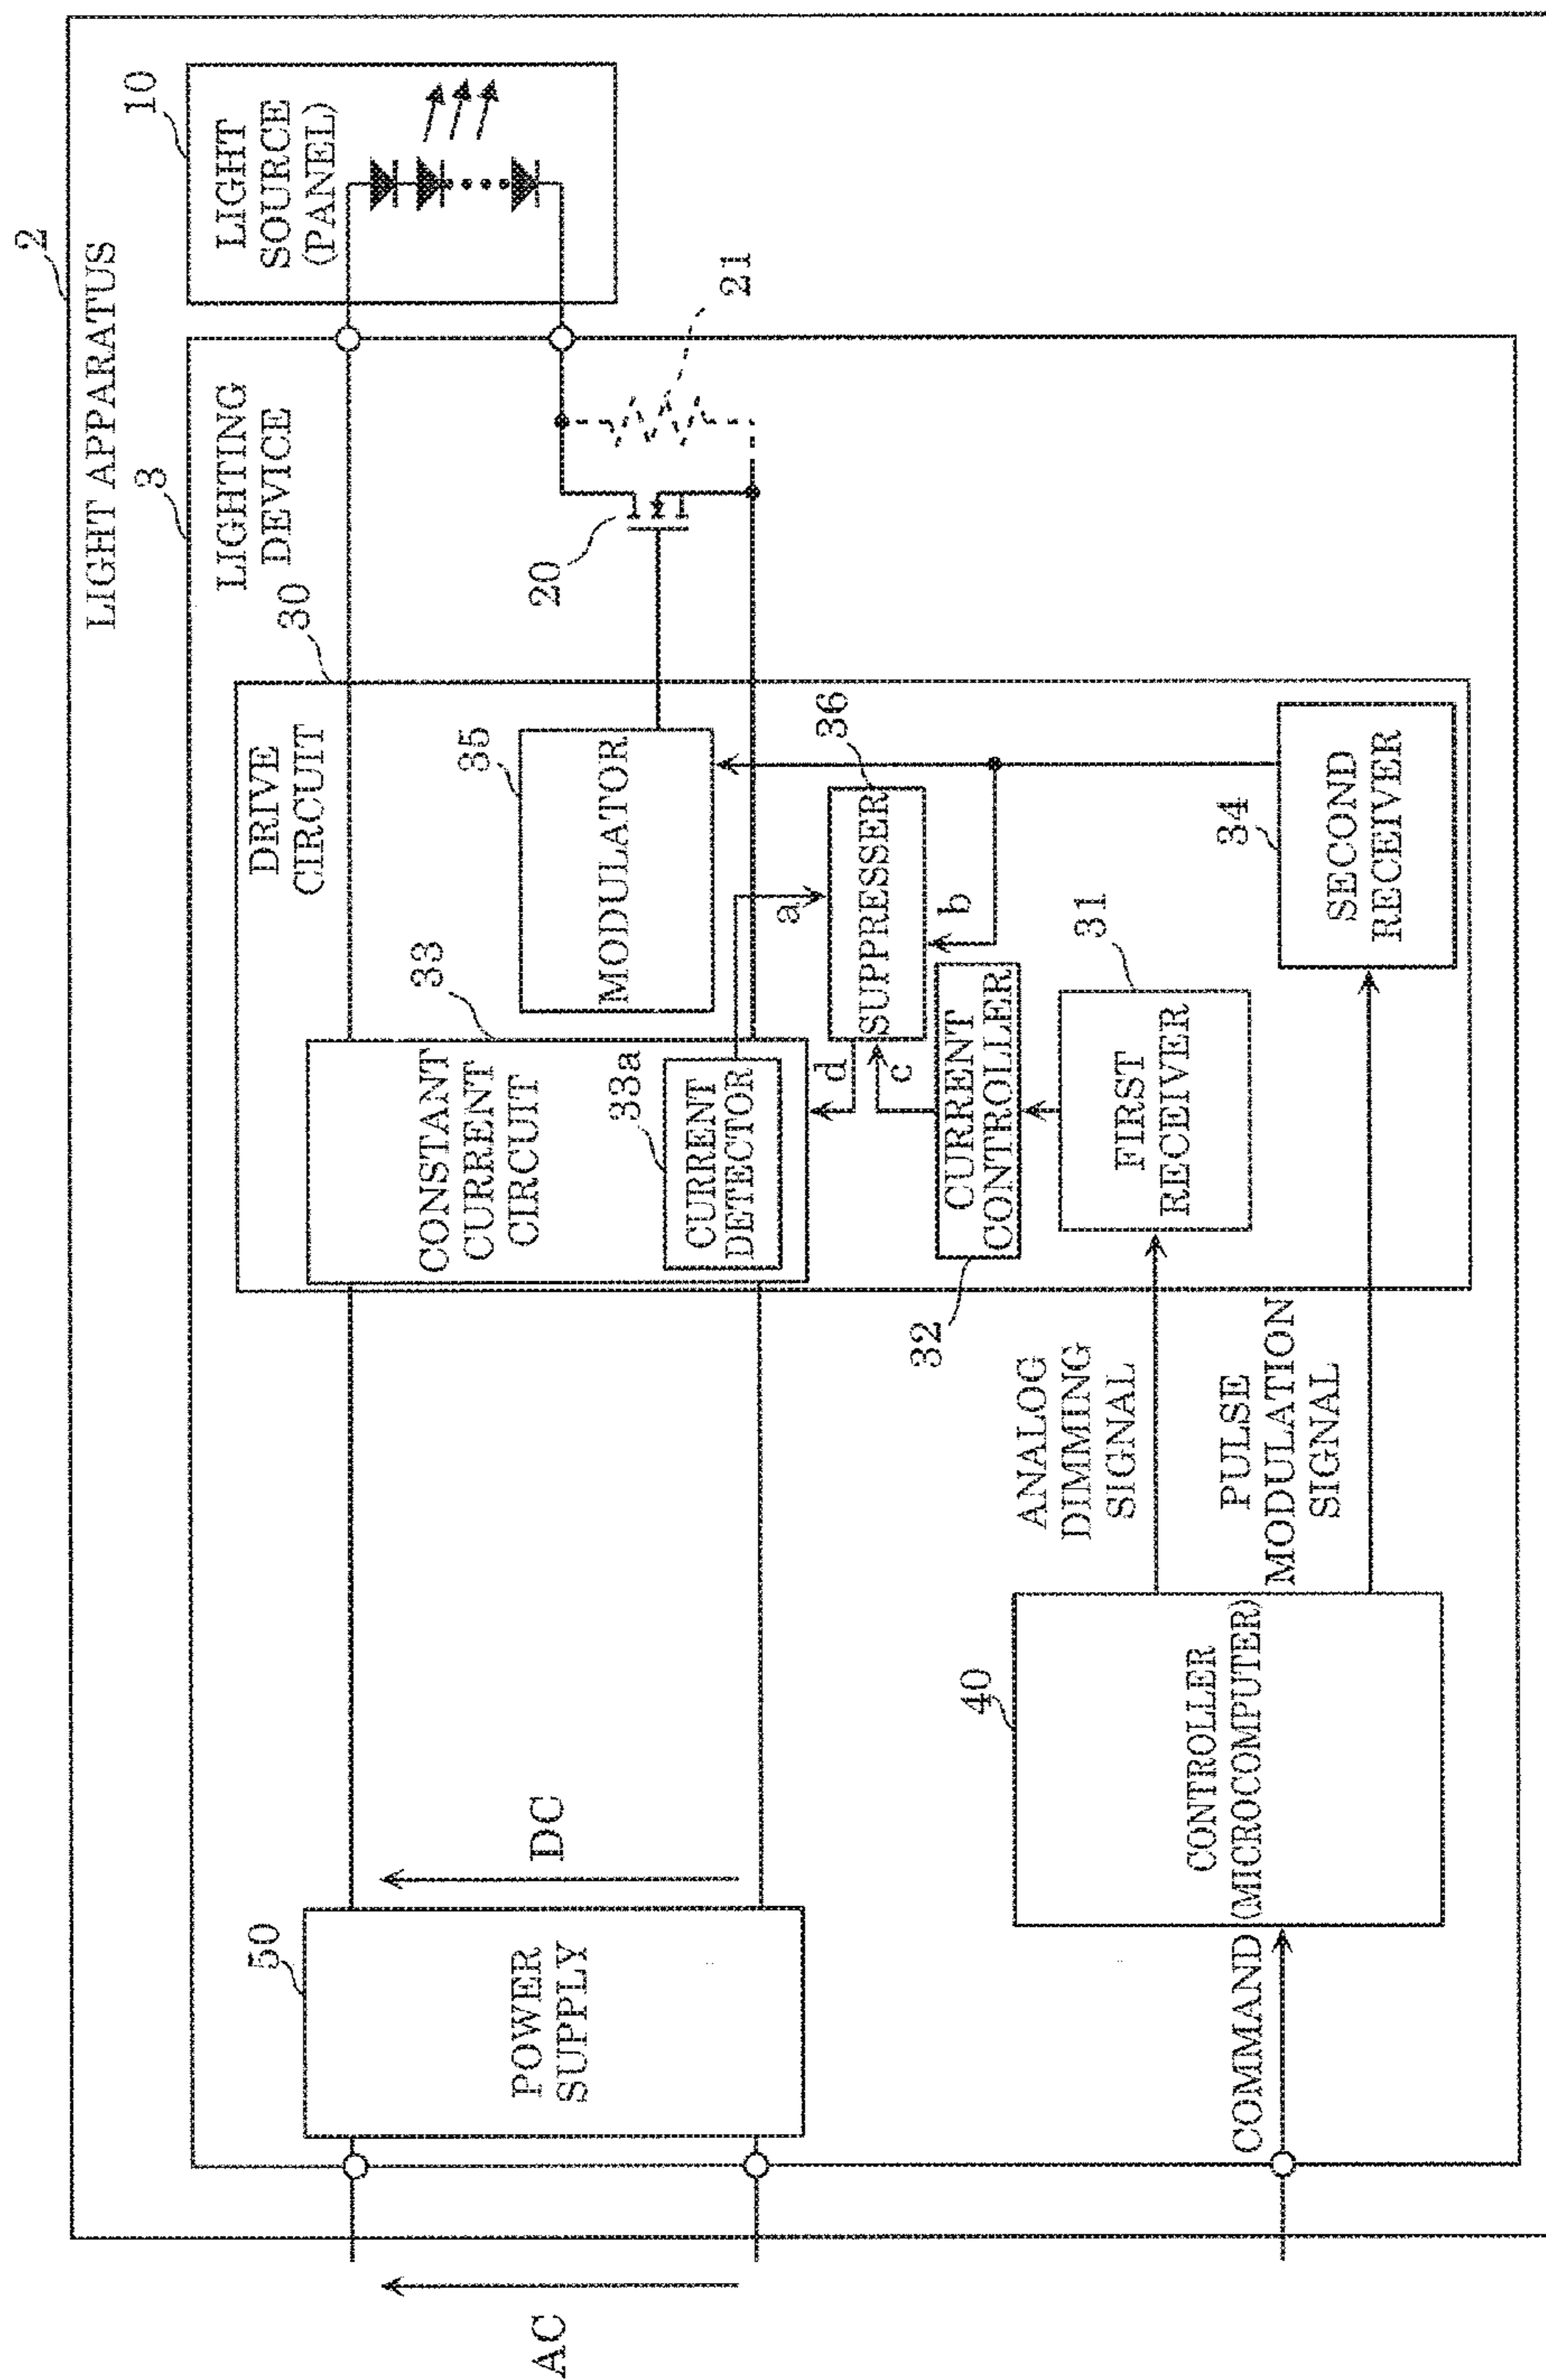 2
LIGHT APPARATUS
3
LIGHTING
DEVICE
10
LIGHT
SOURCE
(PANEL)
30
DRIVE
CIRCUIT
50
POWER
SUPPLY
DC
AC
33
CONSTANT
CURRENT
CIRCUIT
33a
CURRENT
DETECTOR
35
MODULATOR
20
21
36
SUPPRESSER
a
b
c
d
32
CURRENT
CONTROLLER
31
FIRST
RECEIVER
34
SECOND
RECEIVER
ANALOG
DIMMING
SIGNAL
PULSE
MODULATION
SIGNAL
40
CONTROLLER
(MICROCOMPUTER)
COMMAND